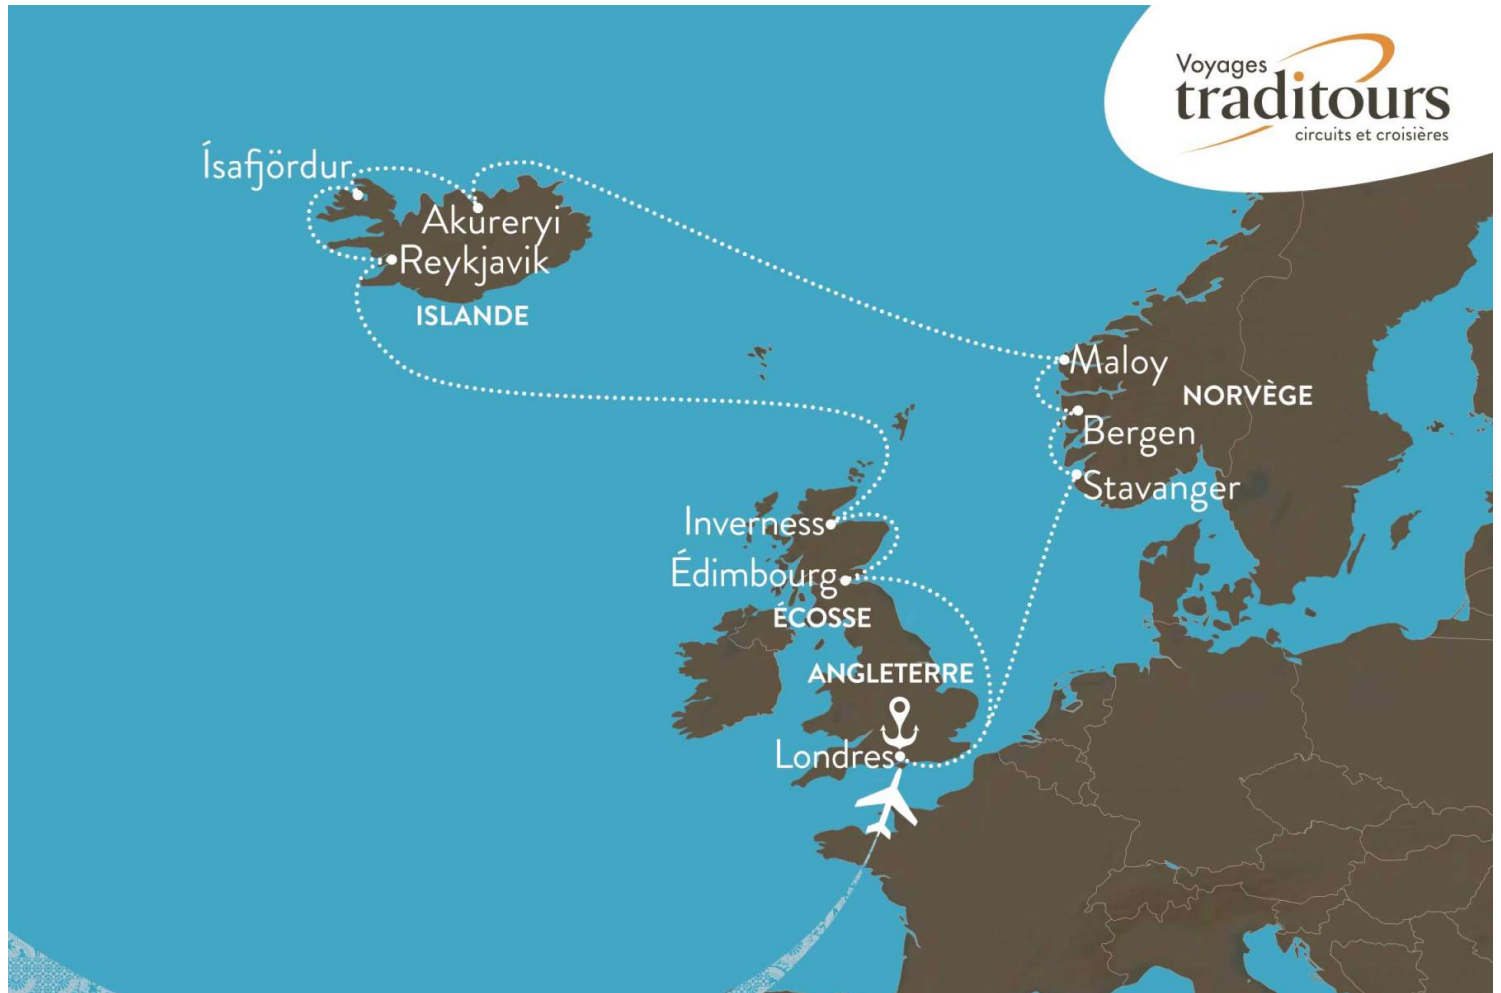 Voyages
traditours
circuits et croisières
Ísafjördur
Akureryi
Reykjavik
ISLANDE
Maloy
NORVÈGE
Bergen
Stavanger
Inverness
Édimbourg
ÉCOSSE
ANGLETERRE
Londres